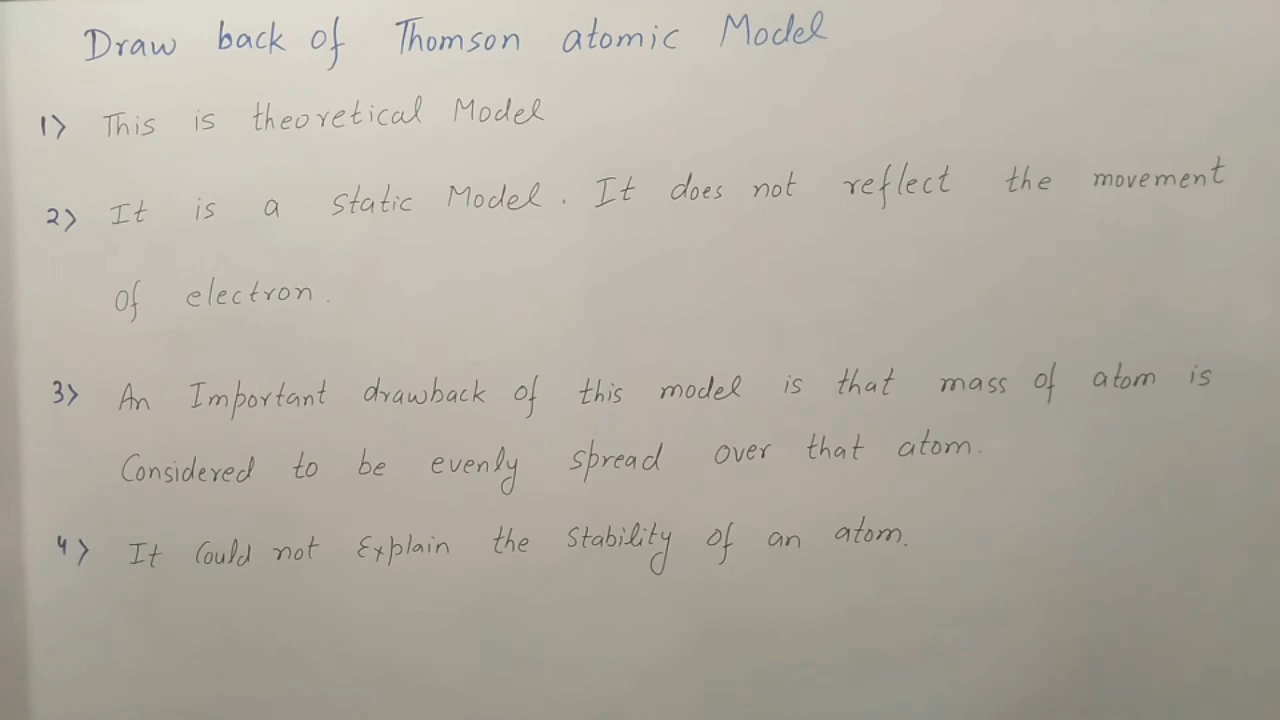 Draw back of Thomson atomic Model
1) This is theoretical Model
2) It is a static Model. It does not reflect the movement
of electron.
3) An Important drawback of this model is that mass of atom is
Considered to be evenly spread over that atom.
4) It Could not Explain the Stability of an atom.